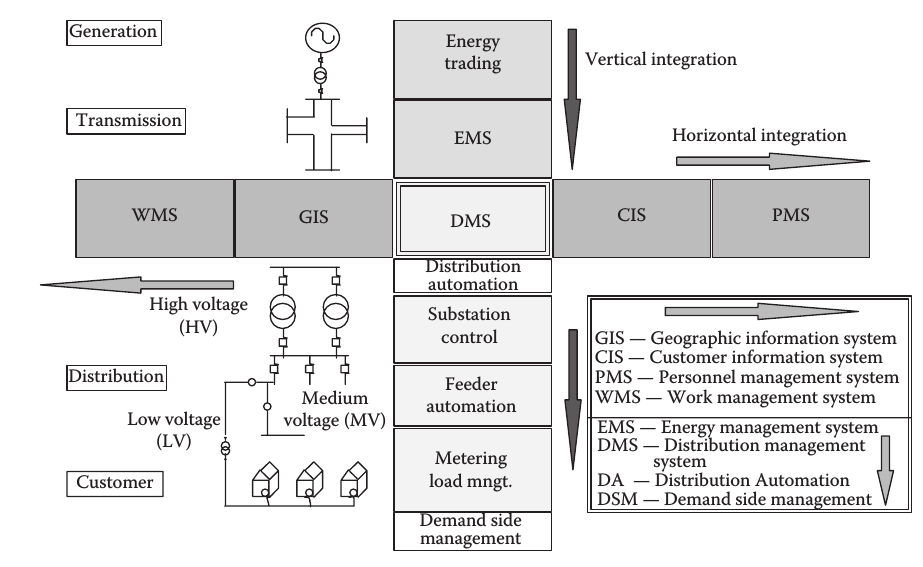 Generation
Energy
trading
Vertical integration
Transmission
EMS
Horizontal integration
WMS
GIS
DMS
CIS
PMS
Distribution
automation
High voltage
(HV)
Substation
control
GIS — Geographic information system
CIS — Customer information system
PMS — Personnel management system
WMS — Work management system
EMS — Energy management system
DMS — Distribution management
system
DA — Distribution Automation
DSM — Demand side management
Distribution
Feeder
automation
Medium
voltage (MV)
Low voltage
(LV)
Metering
load mngt.
Customer
Demand side
management